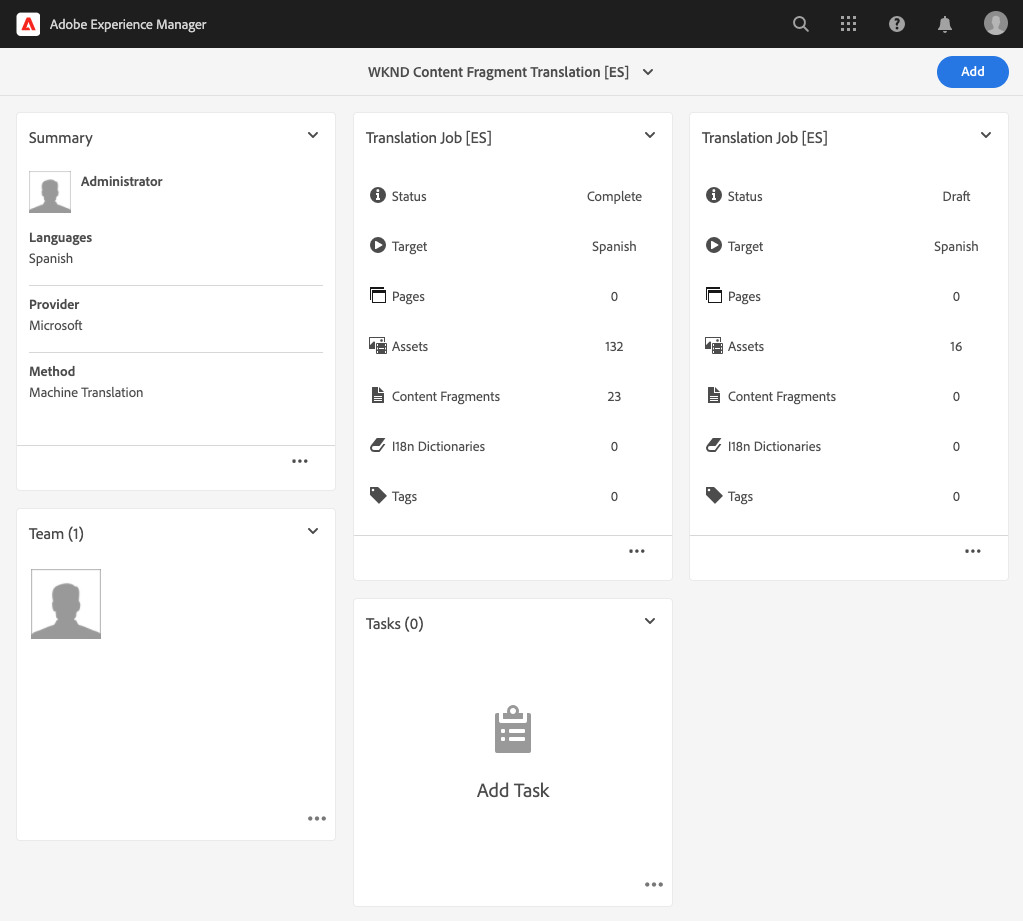 Adobe Experience Manager
WKND Content Fragment Translation [ES]
Add
Summary
Administrator
Languages
Spanish
Provider
Microsoft
Method
Machine Translation
Team (1)
Translation Job [ES]
Status Complete
Target Spanish
Pages 0
Assets 132
Content Fragments 23
I18n Dictionaries 0
Tags 0
Tasks (0)
Add Task
Translation Job [ES]
Status Draft
Target Spanish
Pages 0
Assets 16
Content Fragments 0
I18n Dictionaries 0
Tags 0